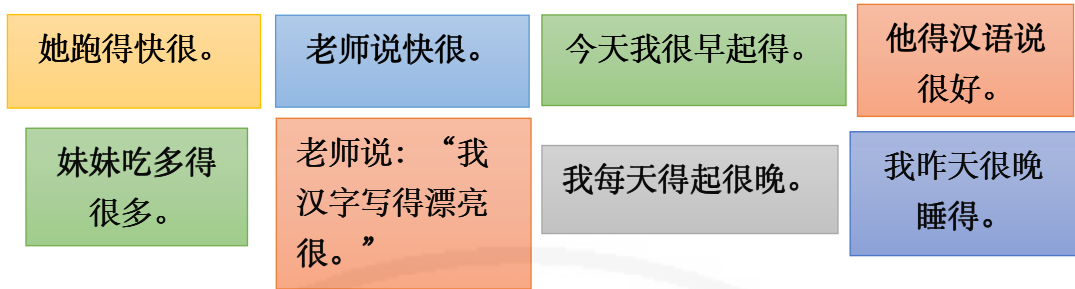 她跑得快很。
老师说快很。
今天我很早起得。
他得汉语说
很好。
妹妹吃多得
很多。
老师说：“我
汉字写得漂亮
很。”
我每天得起很晚。
我昨天很晚
睡得。